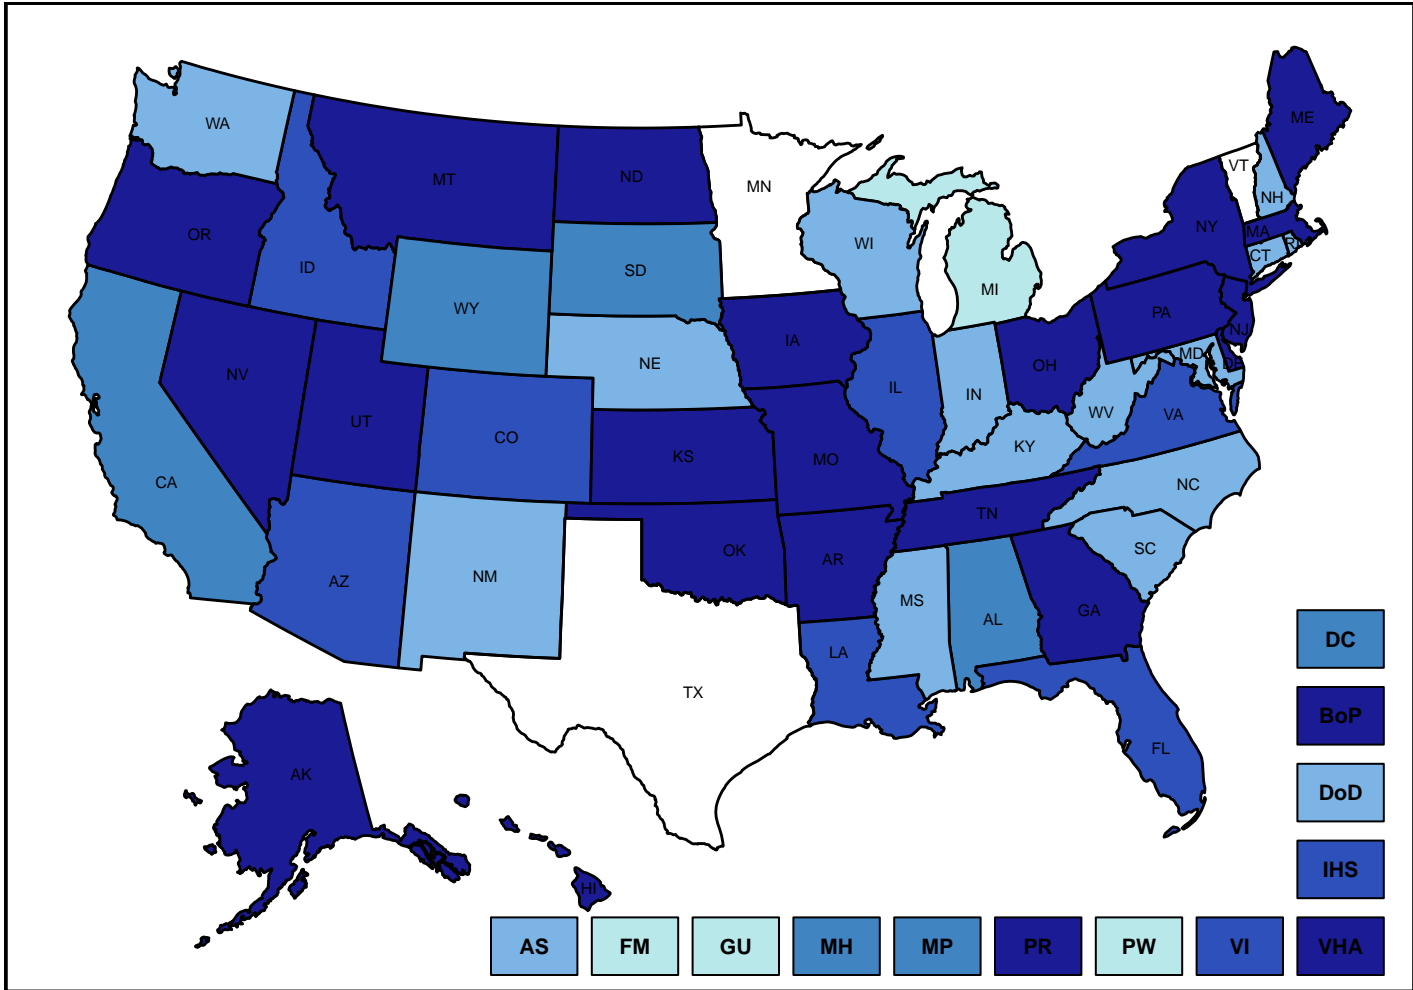 ME
WA
VT
MT
ND
MN
NH
OR
NY
MA
RI
WI
CT
ID
SD
MI
WY
PA
NJ
IA
MD
NE
OH
DE
NV
IL
IN
WV
VA
UT
CO
KY
KS
MO
CA
NC
TN
OK
SC
AR
AZ
NM
MS
GA
AL
DC
LA
TX
BoP
FL
AK
DoD
IHS
HI
AS FM GU MH MP PR PW VI VHA